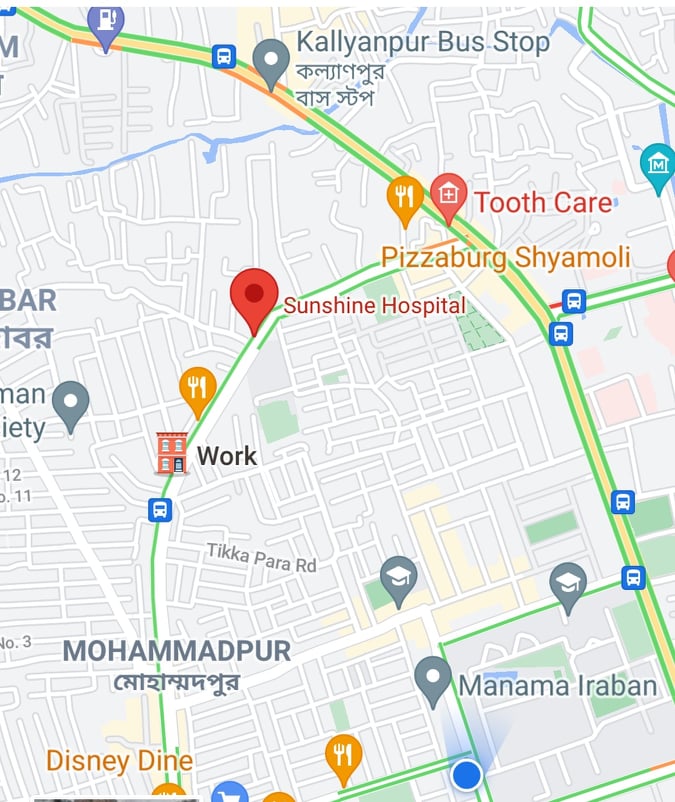 M
Kallyanpur Bus Stop
কল্যাণপুর
বাস স্টপ
Tooth Care
Pizzaburg Shyamoli
BAR
Sunshine Hospital
man
iety
Work
12
o. 11
Tikka Para Rd
No. 3
MOHAMMADPUR
মোহাম্মদপুর
Manama Iraban
Disney Dine